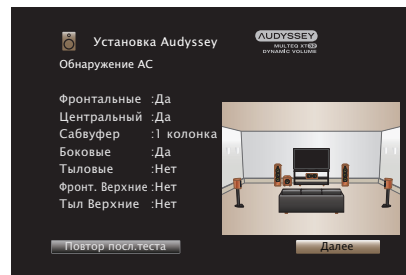 Установка Audyssey
AUDYSSEY
MULTEQ XT32
DYNAMIC VOLUME
Обнаружение АС
Фронтальные :Да
Центральный :Да
Сабвуфер :1 колонка
Боковые :Да
Тыловые :Нет
Фронт. Верхние :Нет
Тыл Верхние :Нет
Повтор посл.теста
Далее